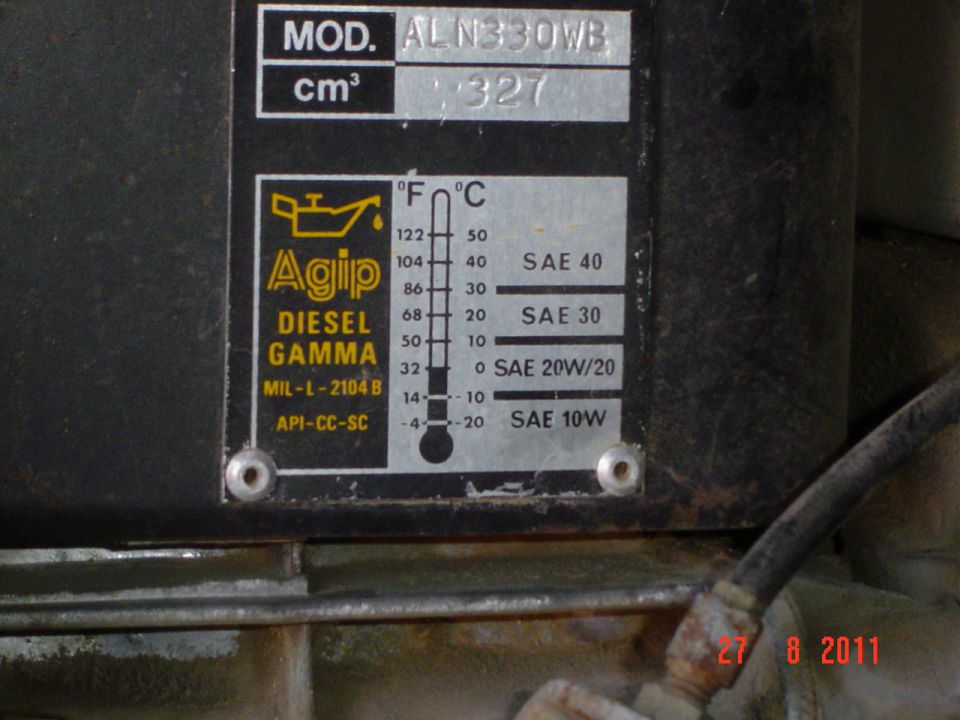 MOD. ALN330WB
cm³ 327
°F °C
122 50
Agip
104 40 SAE 40
86 30
DIESEL
68 20 SAE 30
GAMMA
50 10
32 0 SAE 20W/20
MIL-L-2104 B
14 -10
API-CC-SC
-4 -20 SAE 10W
27 8 2011